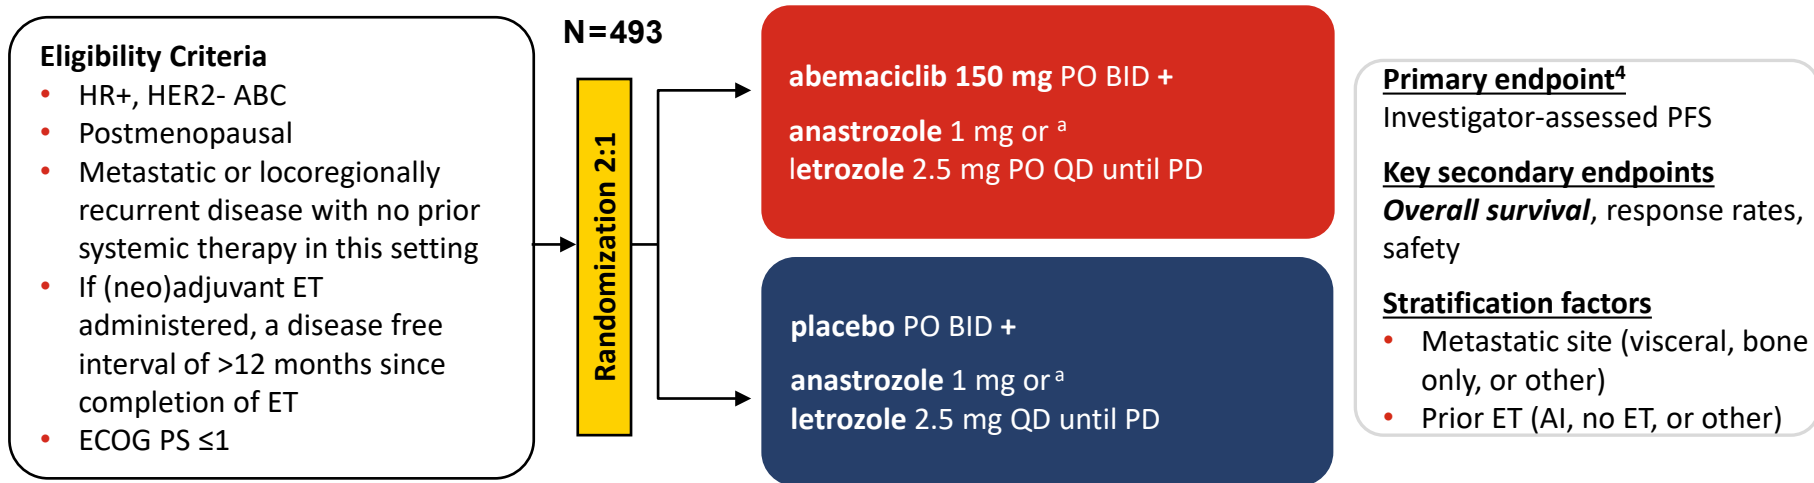 Eligibility Criteria
• HR+, HER2- ABC
• Postmenopausal
• Metastatic or locoregionally
recurrent disease with no prior
systemic therapy in this setting
• If (neo)adjuvant ET
administered, a disease free
interval of >12 months since
completion of ET
• ECOG PS ≤1
N=493
Randomization 2:1
abemaciclib 150 mg PO BID +
anastrozole 1 mg or ᵃ
letrozole 2.5 mg PO QD until PD
placebo PO BID +
anastrozole 1 mg or ᵃ
letrozole 2.5 mg QD until PD
Primary endpoint⁴
Investigator-assessed PFS
Key secondary endpoints
Overall survival, response rates,
safety
Stratification factors
• Metastatic site (visceral, bone
only, or other)
• Prior ET (AI, no ET, or other)